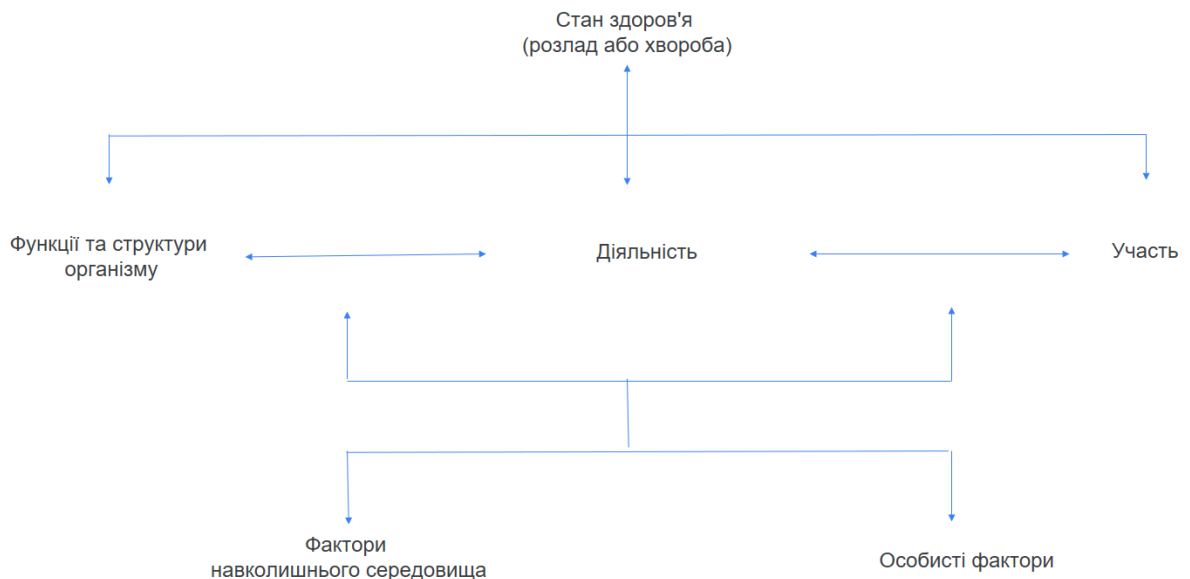 Стан здоров'я
(розлад або хвороба)
Функції та структури
організму
Діяльність
Участь
Фактори
навколишнього середовища
Особисті фактори